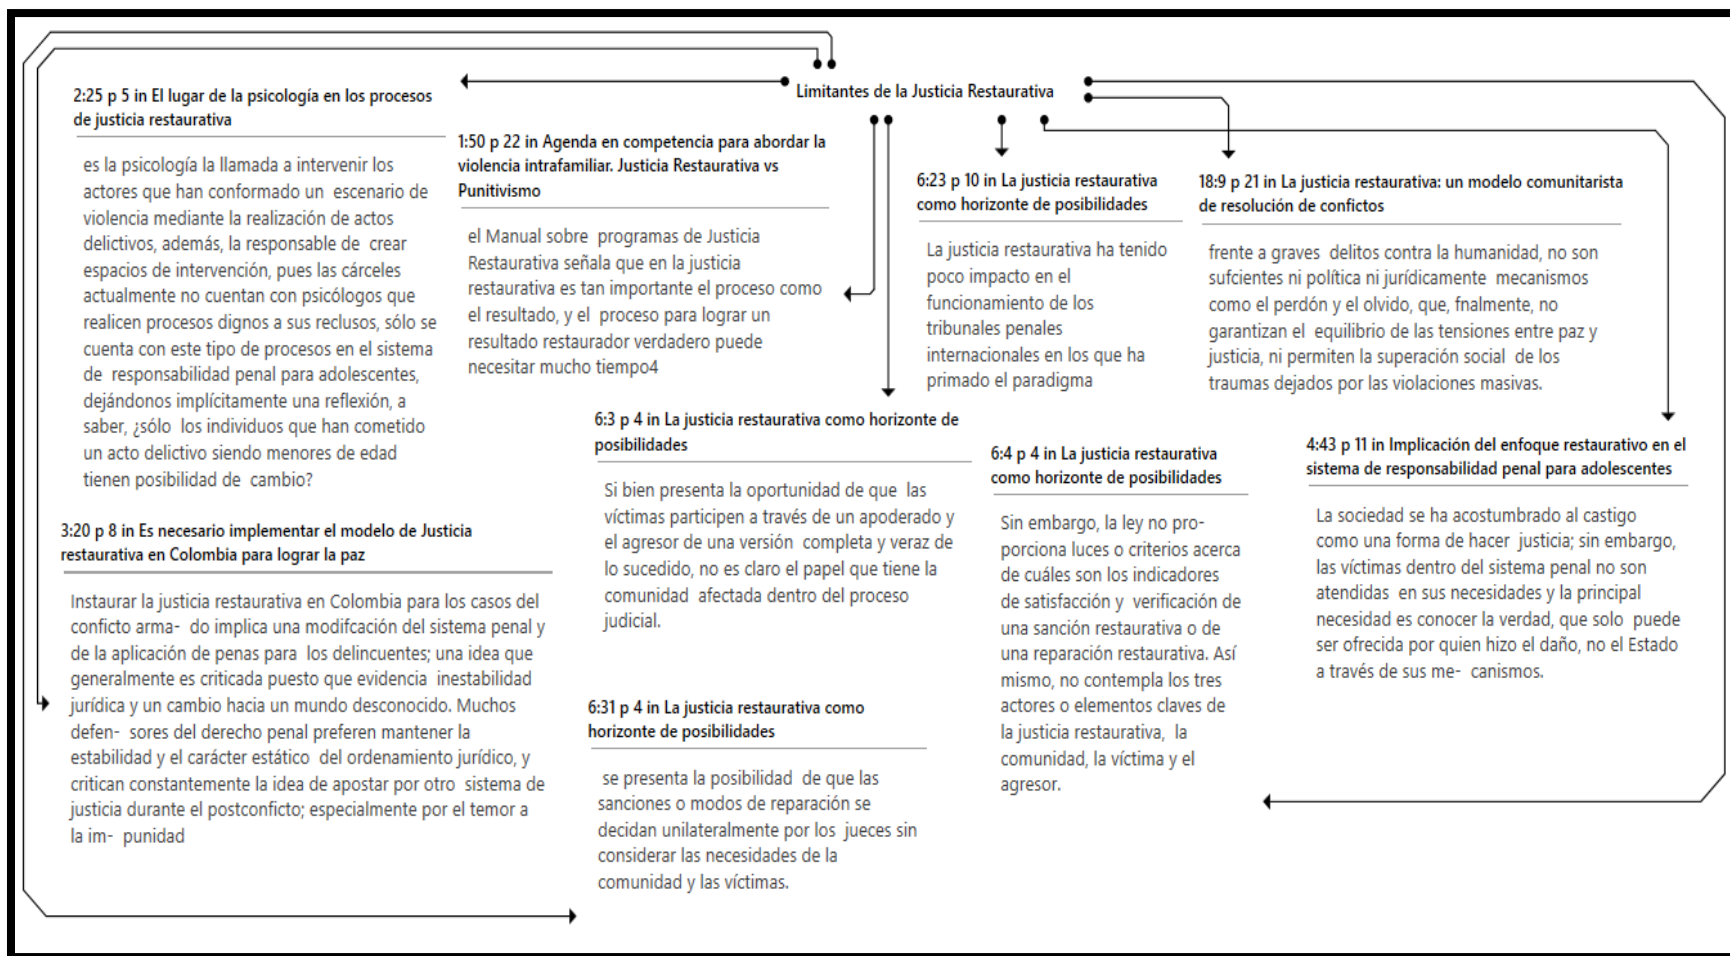 Limitantes de la Justicia Restaurativa
2:25 p 5 in El lugar de la psicología en los procesos
de justicia restaurativa
es la psicología la llamada a intervenir los
actores que han conformado un escenario de
violencia mediante la realización de actos
delictivos, además, la responsable de crear
espacios de intervención, pues las cárceles
actualmente no cuentan con psicólogos que
realicen procesos dignos a sus reclusos, sólo se
cuenta con este tipo de procesos en el sistema
de responsabilidad penal para adolescentes,
dejándonos implícitamente una reflexión, a
saber, ¿sólo los individuos que han cometido
un acto delictivo siendo menores de edad
tienen posibilidad de cambio?
1:50 p 22 in Agenda en competencia para abordar la
violencia intrafamiliar. Justicia Restaurativa vs
Punitivismo
el Manual sobre programas de Justicia
Restaurativa señala que en la justicia
restaurativa es tan importante el proceso como
el resultado, y el proceso para lograr un
resultado restaurador verdadero puede
necesitar mucho tiempo4
6:23 p 10 in La justicia restaurativa
como horizonte de posibilidades
La justicia restaurativa ha tenido
poco impacto en el
funcionamiento de los
tribunales penales
internacionales en los que ha
primado el paradigma
18:9 p 21 in La justicia restaurativa: un modelo comunitarista
de resolución de confictos
frente a graves delitos contra la humanidad, no son
sufcientes ni política ni jurídicamente mecanismos
como el perdón y el olvido, que, fnalmente, no
garantizan el equilibrio de las tensiones entre paz y
justicia, ni permiten la superación social de los
traumas dejados por las violaciones masivas.
6:3 p 4 in La justicia restaurativa como horizonte de
posibilidades
Si bien presenta la oportunidad de que las
víctimas participen a través de un apoderado y
el agresor de una versión completa y veraz de
lo sucedido, no es claro el papel que tiene la
comunidad afectada dentro del proceso
judicial.
6:4 p 4 in La justicia restaurativa
como horizonte de posibilidades
Sin embargo, la ley no pro-
porciona luces o criterios acerca
de cuáles son los indicadores
de satisfacción y verificación de
una sanción restaurativa o de
una reparación restaurativa. Así
mismo, no contempla los tres
actores o elementos claves de
la justicia restaurativa, la
comunidad, la víctima y el
agresor.
4:43 p 11 in Implicación del enfoque restaurativo en el
sistema de responsabilidad penal para adolescentes
La sociedad se ha acostumbrado al castigo
como una forma de hacer justicia; sin embargo,
las víctimas dentro del sistema penal no son
atendidas en sus necesidades y la principal
necesidad es conocer la verdad, que solo puede
ser ofrecida por quien hizo el daño, no el Estado
a través de sus me- canismos.
3:20 p 8 in Es necesario implementar el modelo de Justicia
restaurativa en Colombia para lograr la paz
Instaurar la justicia restaurativa en Colombia para los casos del
conficto arma- do implica una modifcación del sistema penal y
de la aplicación de penas para los delincuentes; una idea que
generalmente es criticada puesto que evidencia inestabilidad
jurídica y un cambio hacia un mundo desconocido. Muchos
defen- sores del derecho penal preferen mantener la
estabilidad y el carácter estático del ordenamiento jurídico, y
critican constantemente la idea de apostar por otro sistema de
justicia durante el postconficto; especialmente por el temor a
la im- punidad
6:31 p 4 in La justicia restaurativa como
horizonte de posibilidades
se presenta la posibilidad de que las
sanciones o modos de reparación se
decidan unilateralmente por los jueces sin
considerar las necesidades de la
comunidad y las víctimas.